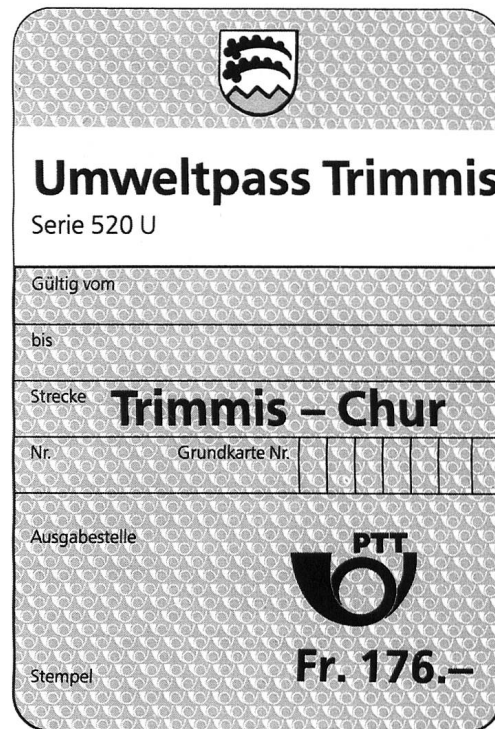 Umweltpass Trimmis
Serie 520 U
Gültig vom
bis
Strecke Trimmis – Chur
Nr. Grundkarte Nr.
Ausgabestelle
PTT
Fr. 176.–
Stempel